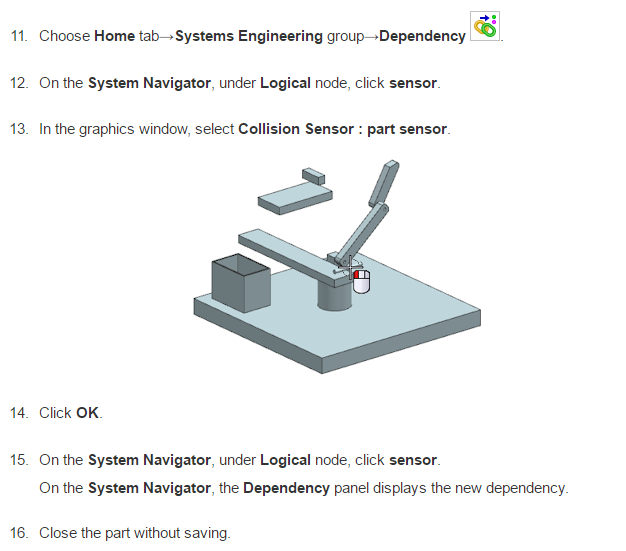 11. Choose Home tab→Systems Engineering group→Dependency .
12. On the System Navigator, under Logical node, click sensor.
13. In the graphics window, select Collision Sensor : part sensor.
14. Click OK.
15. On the System Navigator, under Logical node, click sensor.
On the System Navigator, the Dependency panel displays the new dependency.
16. Close the part without saving.